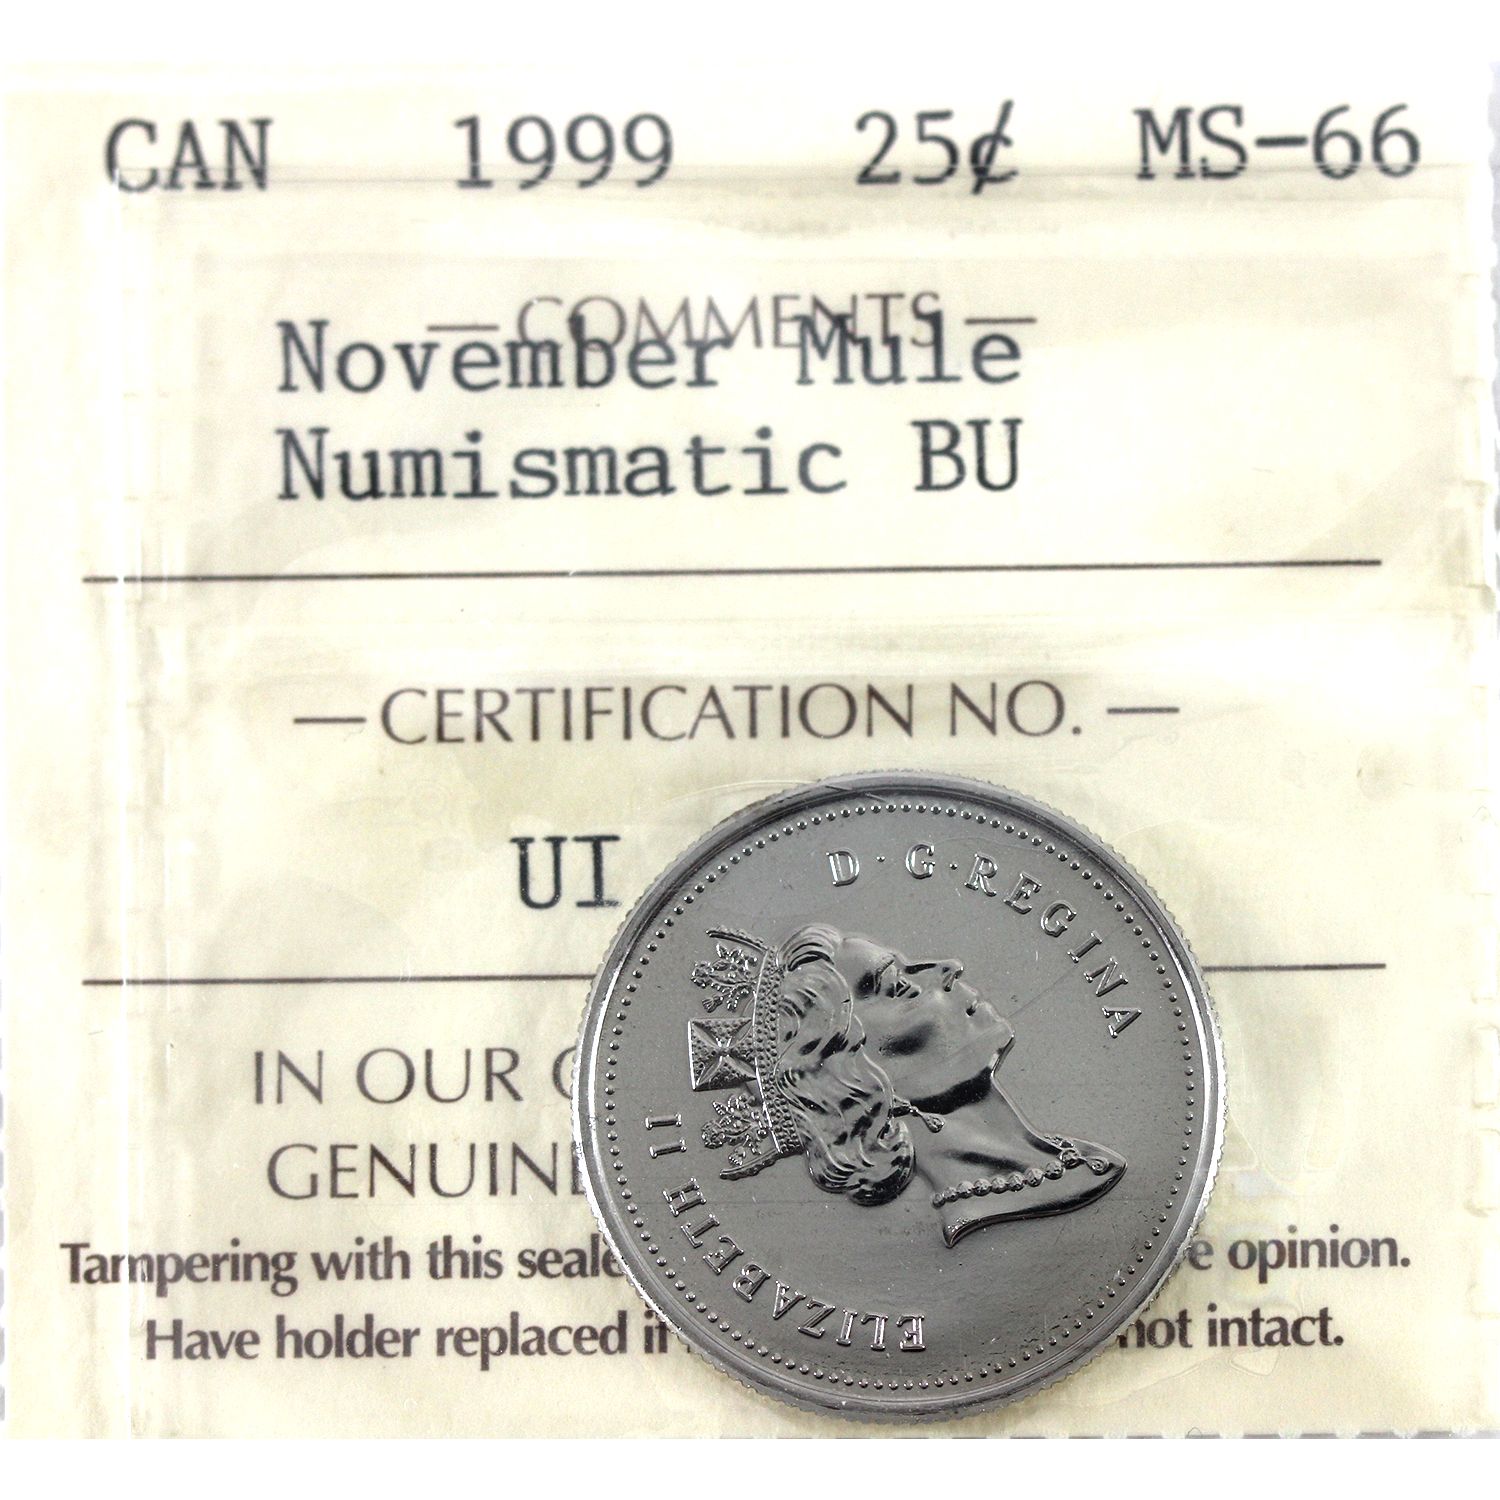 CAN 1999 25¢ MS-66
— COMMENTS —
November Mule
Numismatic BU
— CERTIFICATION NO. —
UI
D·G·REGINA
ELIZABETH II
IN OUR
GENUINE
Tampering with this seale e opinion.
Have holder replaced if not intact.